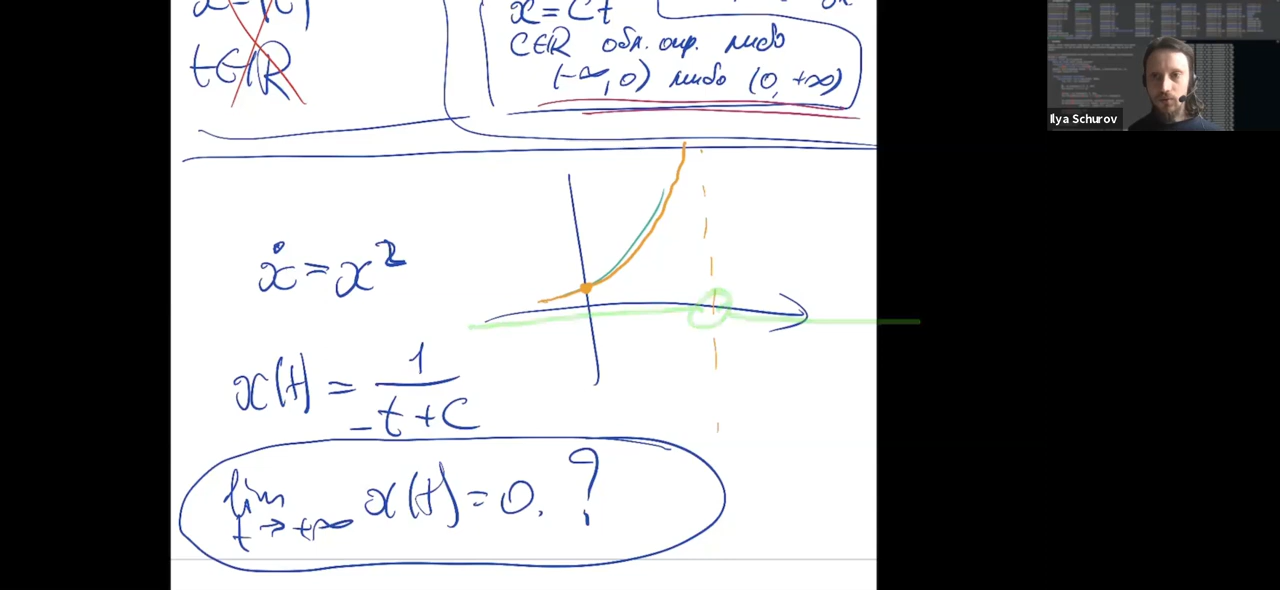 t∈ℝ
x = Ct
C∈ℝ обл. опр. либо
(-∞, 0) либо (0, +∞)
Ilya Schurov
ẋ = x²
x(t) = 1/(-t + C)
lim t→+∞ x(t) = 0. ?